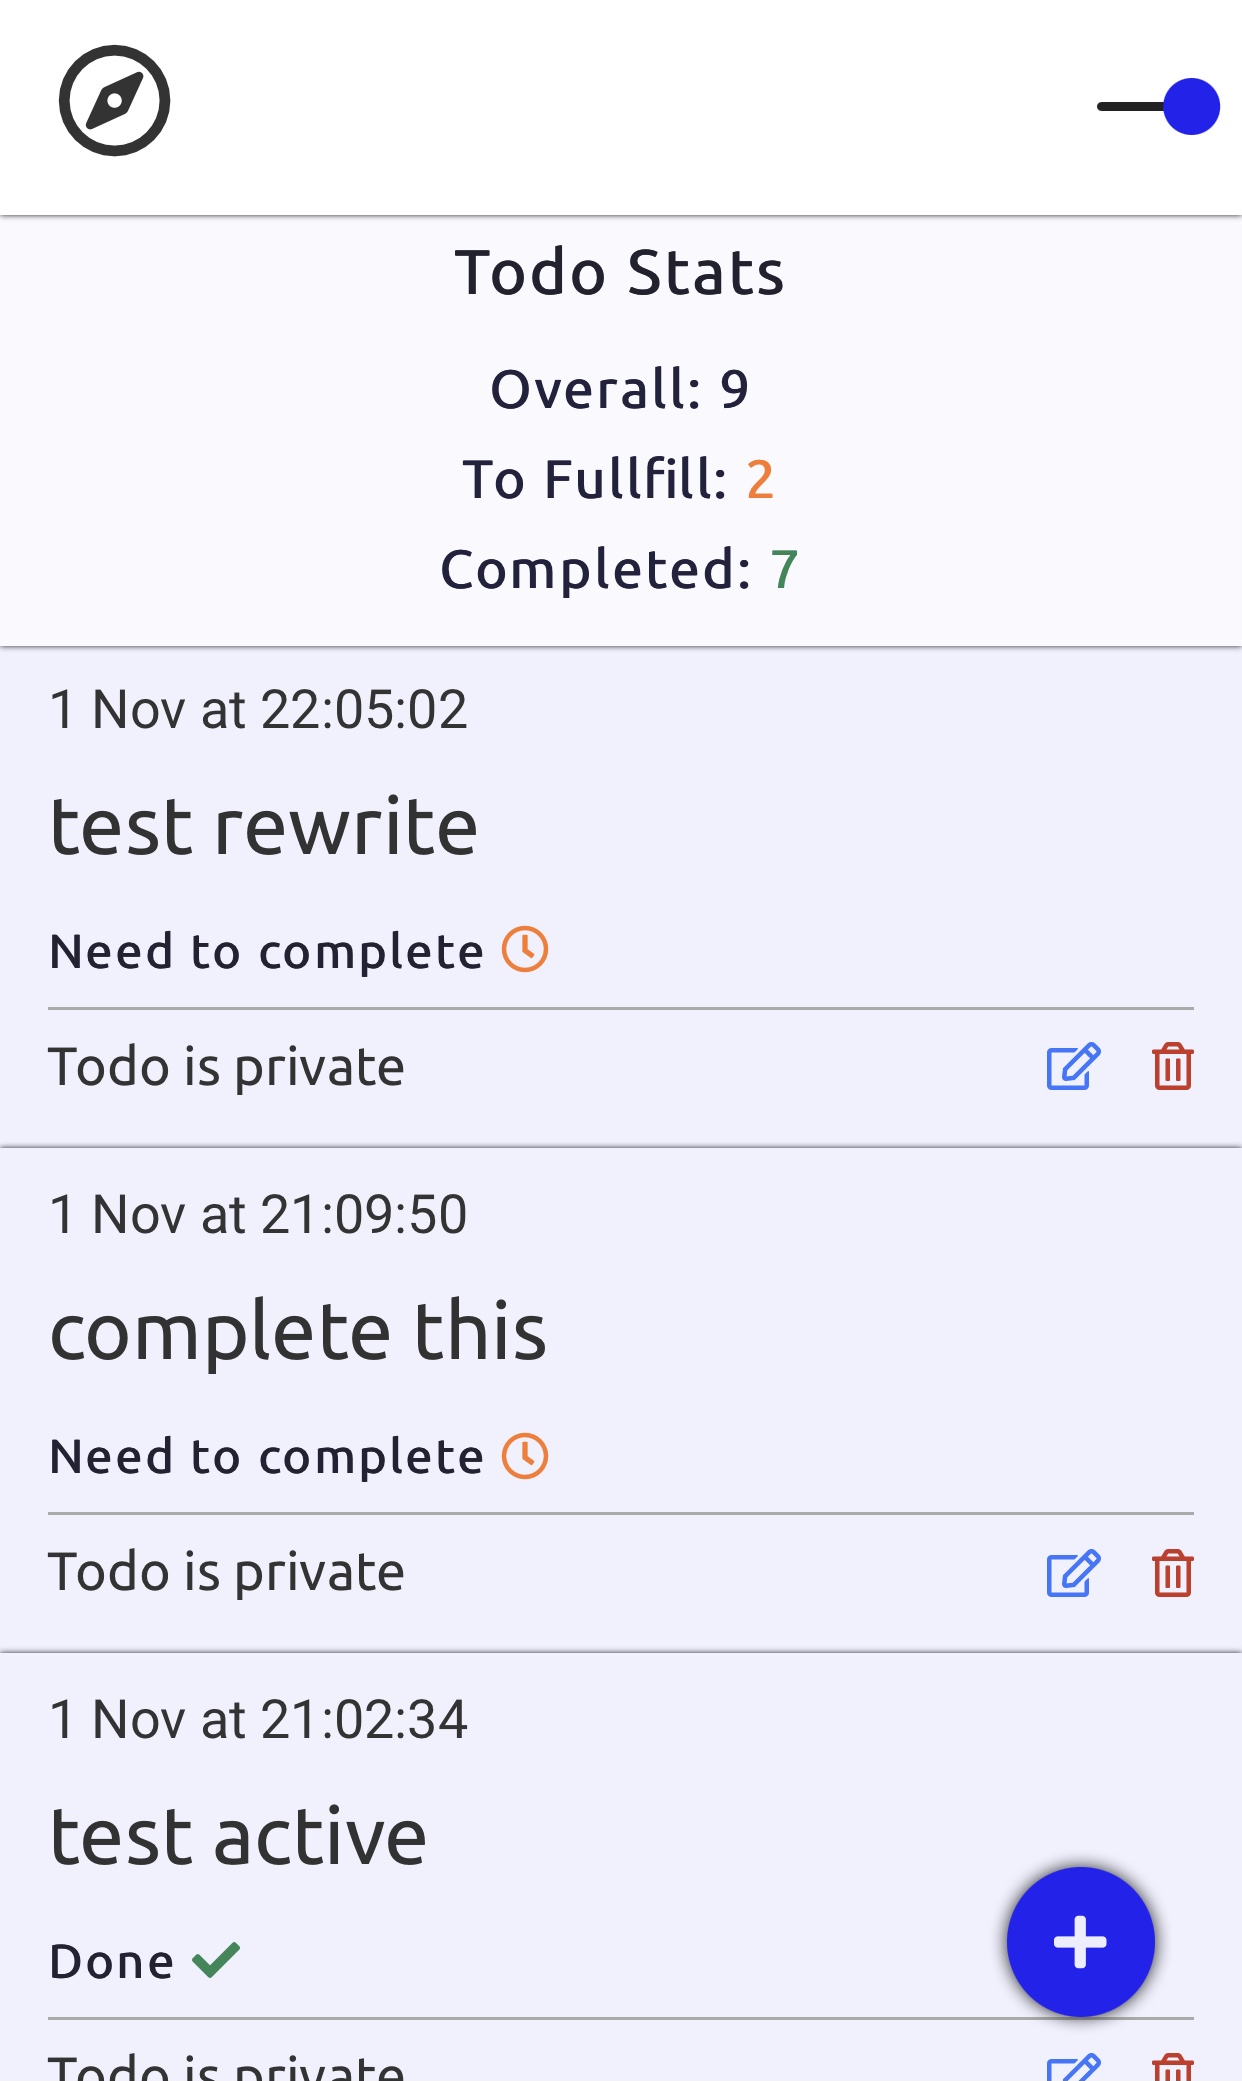 Todo Stats
Overall: 9
To Fullfill: 2
Completed: 7
1 Nov at 22:05:02
test rewrite
Need to complete
Todo is private
1 Nov at 21:09:50
complete this
Need to complete
Todo is private
1 Nov at 21:02:34
test active
Done
Todo is private